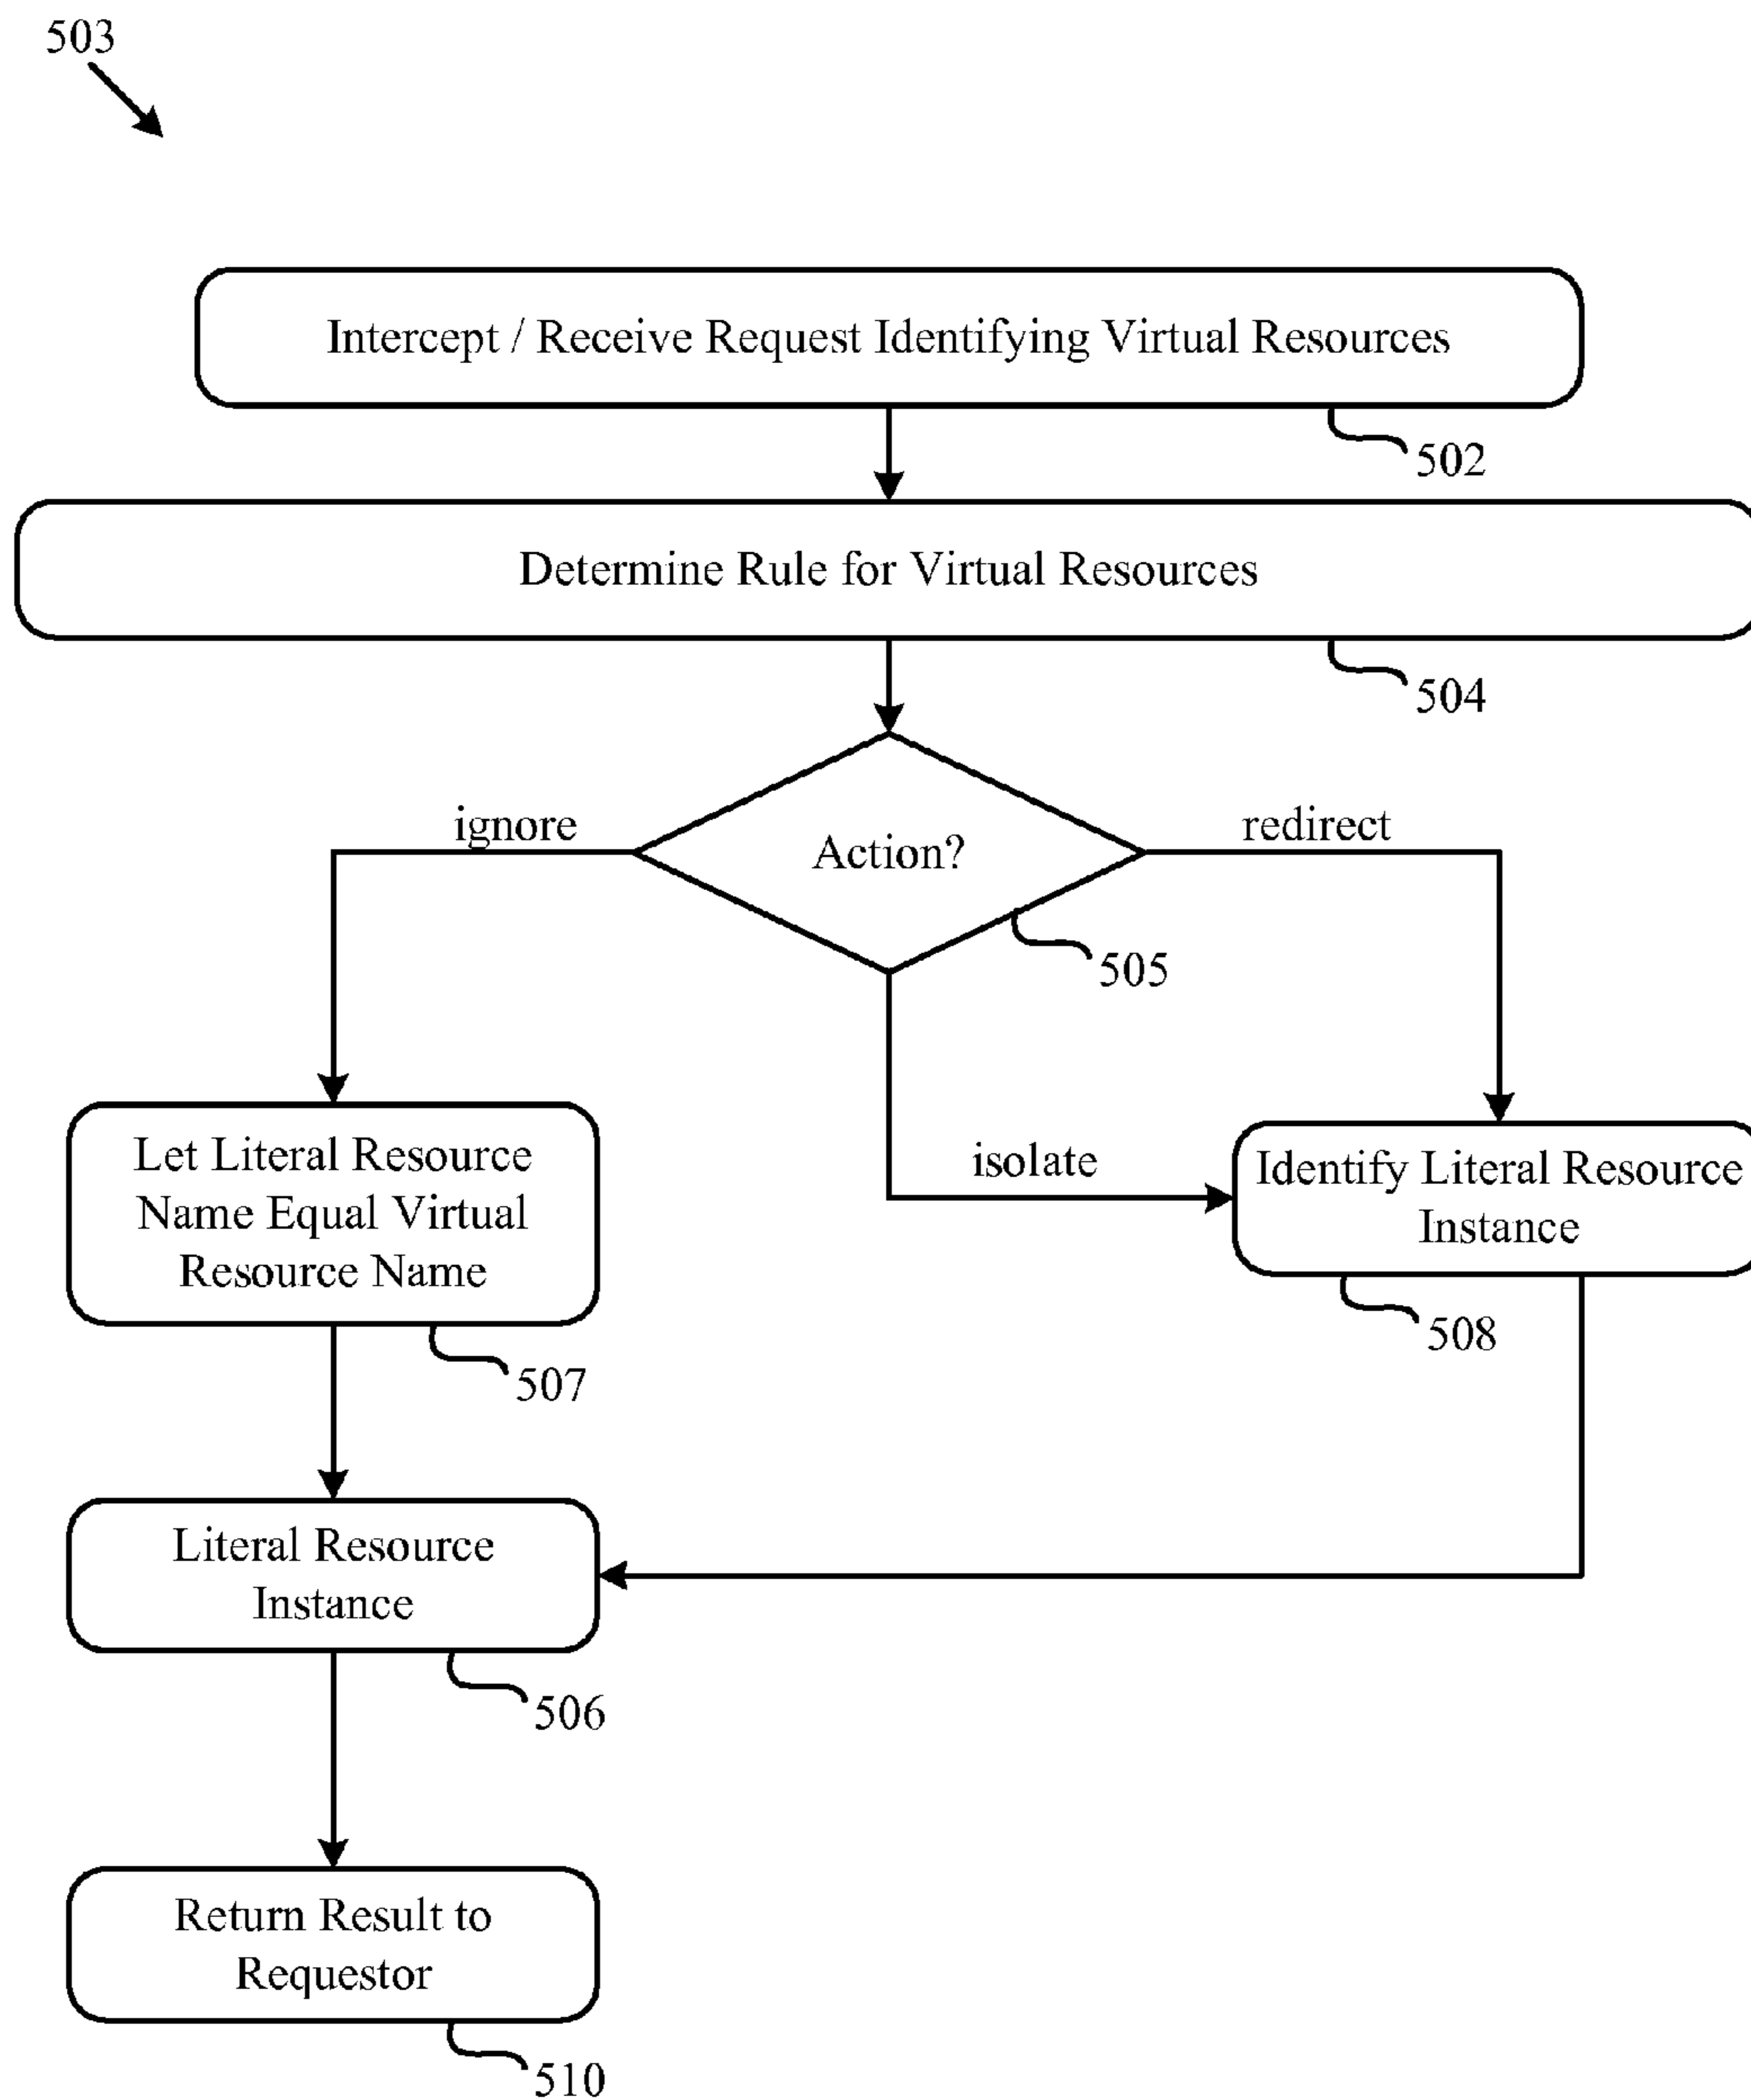 503
Intercept / Receive Request Identifying Virtual Resources
502
Determine Rule for Virtual Resources
504
ignore
Action?
redirect
505
Let Literal Resource
Name Equal Virtual
Resource Name
isolate
Identify Literal Resource
Instance
508
507
Literal Resource
Instance
506
Return Result to
Requestor
510